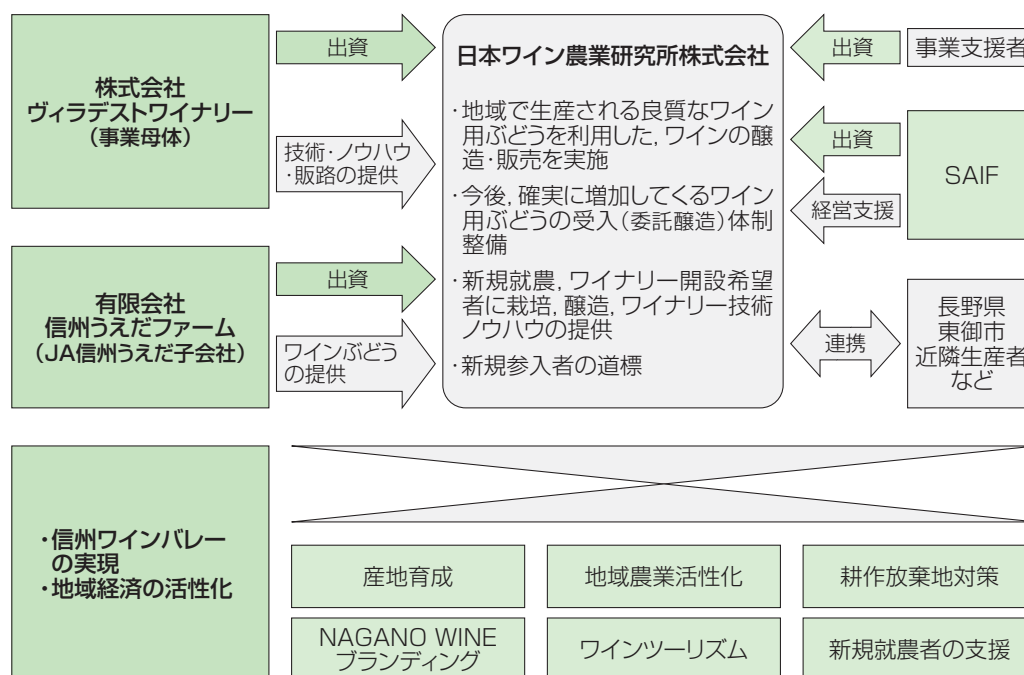 株式会社
ヴィラデストワイナリー
(事業母体)
出資
技術・ノウハウ
・販路の提供
有限会社
信州うえだファーム
(JA信州うえだ子会社)
出資
ワインぶどう
の提供
日本ワイン農業研究所株式会社
・地域で生産される良質なワイン
用ぶどうを利用した,ワインの醸
造・販売を実施
・今後,確実に増加してくるワイン
用ぶどうの受入(委託醸造)体制
整備
・新規就農,ワイナリー開設希望
者に栽培,醸造,ワイナリー技術
ノウハウの提供
・新規参入者の道標
出資
事業支援者
出資
経営支援
SAIF
連携
長野県
東御市
近隣生産者
など
・信州ワインバレー
の実現
・地域経済の活性化
産地育成
地域農業活性化
耕作放棄地対策
NAGANO WINE
ブランディング
ワインツーリズム
新規就農者の支援